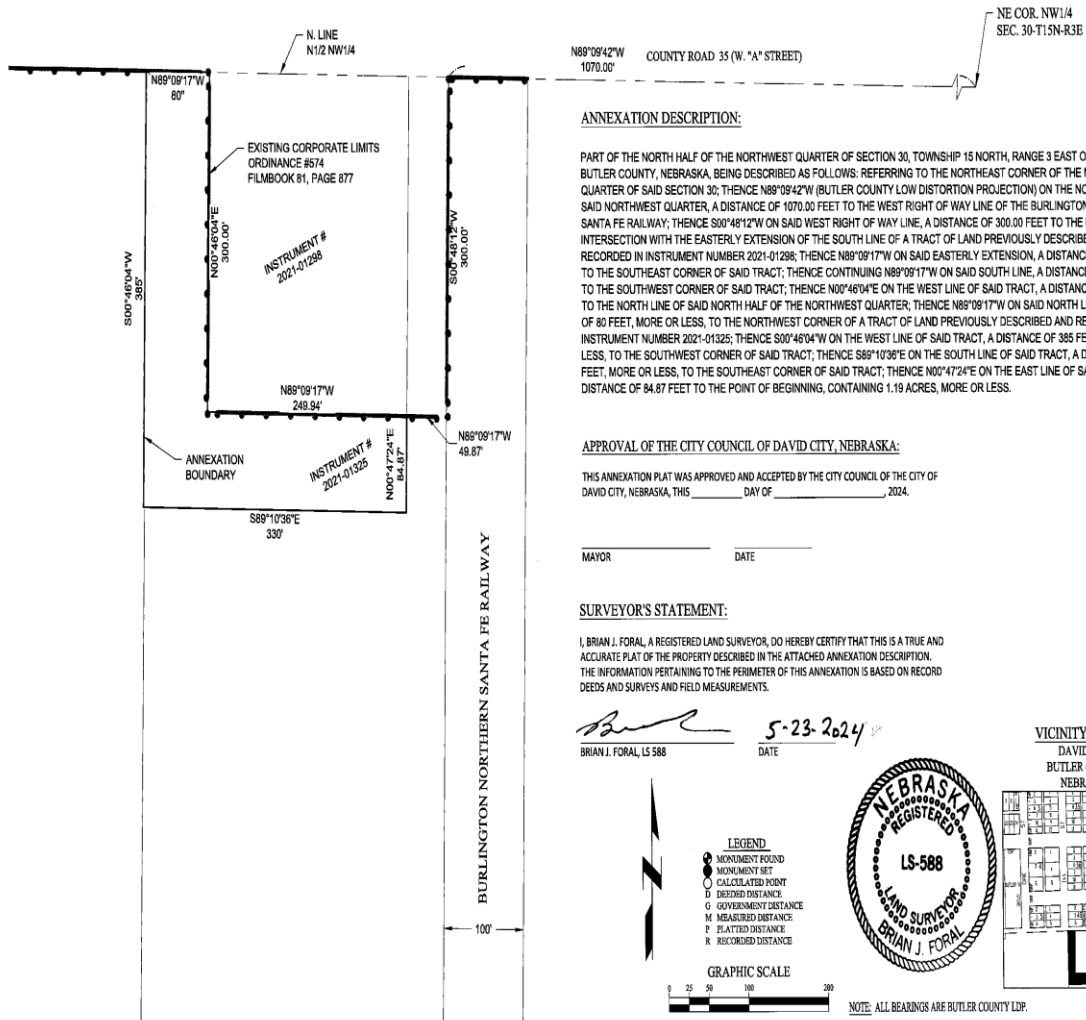 NE COR. NW1/4
SEC. 30-T15N-R3E
N. LINE
N1/2 NW1/4
N89°09'42"W
1070.00'
COUNTY ROAD 35 (W. "A" STREET)
N89°09'17"W
80"
EXISTING CORPORATE LIMITS
ORDINANCE #574
FILMBOOK 81, PAGE 877
N00°46'04"E
300.00'
S00°48'12"W
300.00'
INSTRUMENT #
2021-01298
S00°46'04"W
385'
N89°09'17"W
249.94'
N89°09'17"W
49.87'
ANNEXATION
BOUNDARY
INSTRUMENT #
2021-01325
N00°47'24"E
84.87'
S89°10'36"E
330'
BURLINGTON NORTHERN SANTA FE RAILWAY
100'
ANNEXATION DESCRIPTION:
PART OF THE NORTH HALF OF THE NORTHWEST QUARTER OF SECTION 30, TOWNSHIP 15 NORTH, RANGE 3 EAST O
BUTLER COUNTY, NEBRASKA, BEING DESCRIBED AS FOLLOWS: REFERRING TO THE NORTHEAST CORNER OF THE
QUARTER OF SAID SECTION 30; THENCE N89°09'42"W (BUTLER COUNTY LOW DISTORTION PROJECTION) ON THE NO
SAID NORTHWEST QUARTER, A DISTANCE OF 1070.00 FEET TO THE WEST RIGHT OF WAY LINE OF THE BURLINGTON
SANTA FE RAILWAY; THENCE S00°48'12"W ON SAID WEST RIGHT OF WAY LINE, A DISTANCE OF 300.00 FEET TO THE
INTERSECTION WITH THE EASTERLY EXTENSION OF THE SOUTH LINE OF A TRACT OF LAND PREVIOUSLY DESCRIBE
RECORDED IN INSTRUMENT NUMBER 2021-01298; THENCE N89°09'17"W ON SAID EASTERLY EXTENSION, A DISTANC
TO THE SOUTHEAST CORNER OF SAID TRACT; THENCE CONTINUING N89°09'17"W ON SAID SOUTH LINE, A DISTANCE
TO THE SOUTHWEST CORNER OF SAID TRACT; THENCE N00°46'04"E ON THE WEST LINE OF SAID TRACT, A DISTANC
TO THE NORTH LINE OF SAID NORTH HALF OF THE NORTHWEST QUARTER; THENCE N89°09'17"W ON SAID NORTH L
OF 80 FEET, MORE OR LESS, TO THE NORTHWEST CORNER OF A TRACT OF LAND PREVIOUSLY DESCRIBED AND RE
INSTRUMENT NUMBER 2021-01325; THENCE S00°46'04"W ON THE WEST LINE OF SAID TRACT, A DISTANCE OF 385 FE
LESS, TO THE SOUTHWEST CORNER OF SAID TRACT; THENCE S89°10'36"E ON THE SOUTH LINE OF SAID TRACT, A D
FEET, MORE OR LESS, TO THE SOUTHEAST CORNER OF SAID TRACT; THENCE N00°47'24"E ON THE EAST LINE OF SA
DISTANCE OF 84.87 FEET TO THE POINT OF BEGINNING, CONTAINING 1.19 ACRES, MORE OR LESS.
APPROVAL OF THE CITY COUNCIL OF DAVID CITY, NEBRASKA:
THIS ANNEXATION PLAT WAS APPROVED AND ACCEPTED BY THE CITY COUNCIL OF THE CITY OF
DAVID CITY, NEBRASKA, THIS ________ DAY OF ________________, 2024.
MAYOR DATE
SURVEYOR'S STATEMENT:
I, BRIAN J. FORAL, A REGISTERED LAND SURVEYOR, DO HEREBY CERTIFY THAT THIS IS A TRUE AND
ACCURATE PLAT OF THE PROPERTY DESCRIBED IN THE ATTACHED ANNEXATION DESCRIPTION.
THE INFORMATION PERTAINING TO THE PERIMETER OF THIS ANNEXATION IS BASED ON RECORD
DEEDS AND SURVEYS AND FIELD MEASUREMENTS.
5-23-2024
BRIAN J. FORAL, LS 588 DATE
VICINITY
DAVID
BUTLER
NEBR
NEBRASKA
REGISTERED
LS-588
LAND SURVEYOR
BRIAN J. FORAL
LEGEND
MONUMENT FOUND
MONUMENT SET
CALCULATED POINT
D DEEDED DISTANCE
G GOVERNMENT DISTANCE
M MEASURED DISTANCE
P PLATTED DISTANCE
R RECORDED DISTANCE
GRAPHIC SCALE
0 25 50 100 200
NOTE: ALL BEARINGS ARE BUTLER COUNTY LDP.